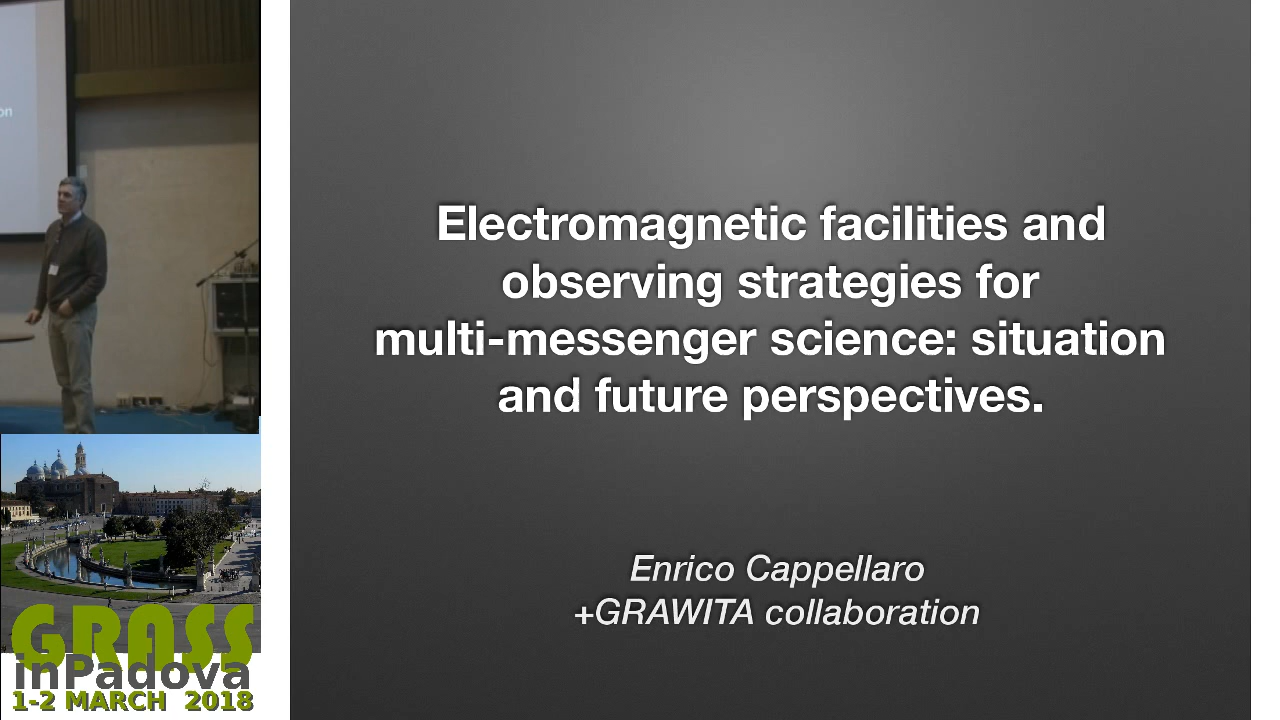 on
Electromagnetic facilities and
observing strategies for
multi-messenger science: situation
and future perspectives.
Enrico Cappellaro
+GRAWITA collaboration
GRASS
inPadova
1-2 MARCH 2018